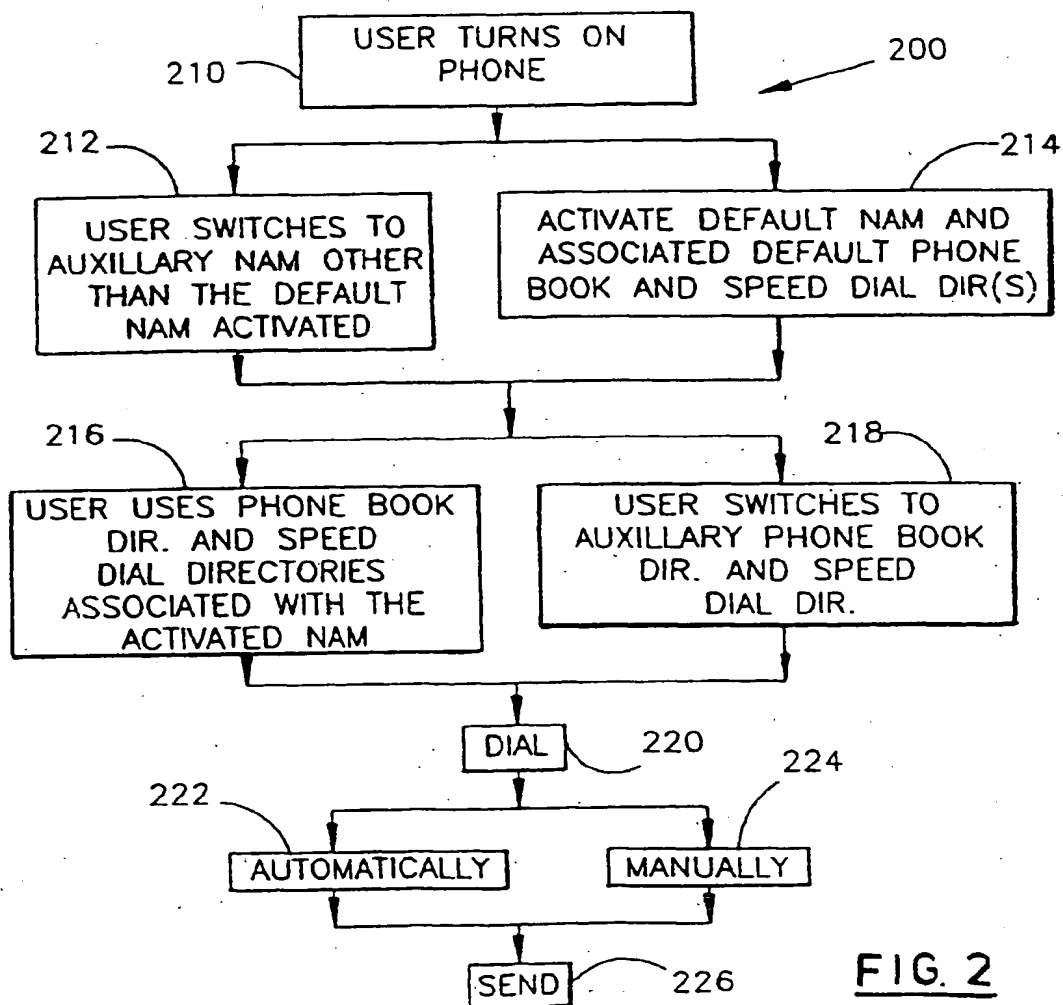 USER TURNS ON
PHONE
210
200
212
214
USER SWITCHES TO
AUXILLARY NAM OTHER
THAN THE DEFAULT
NAM ACTIVATED
ACTIVATE DEFAULT NAM AND
ASSOCIATED DEFAULT PHONE
BOOK AND SPEED DIAL DIR(S)
216
218
USER USES PHONE BOOK
DIR. AND SPEED
DIAL DIRECTORIES
ASSOCIATED WITH THE
ACTIVATED NAM
USER SWITCHES TO
AUXILLARY PHONE BOOK
DIR. AND SPEED
DIAL DIR.
DIAL
220
222
224
AUTOMATICALLY
MANUALLY
SEND
226
FIG. 2